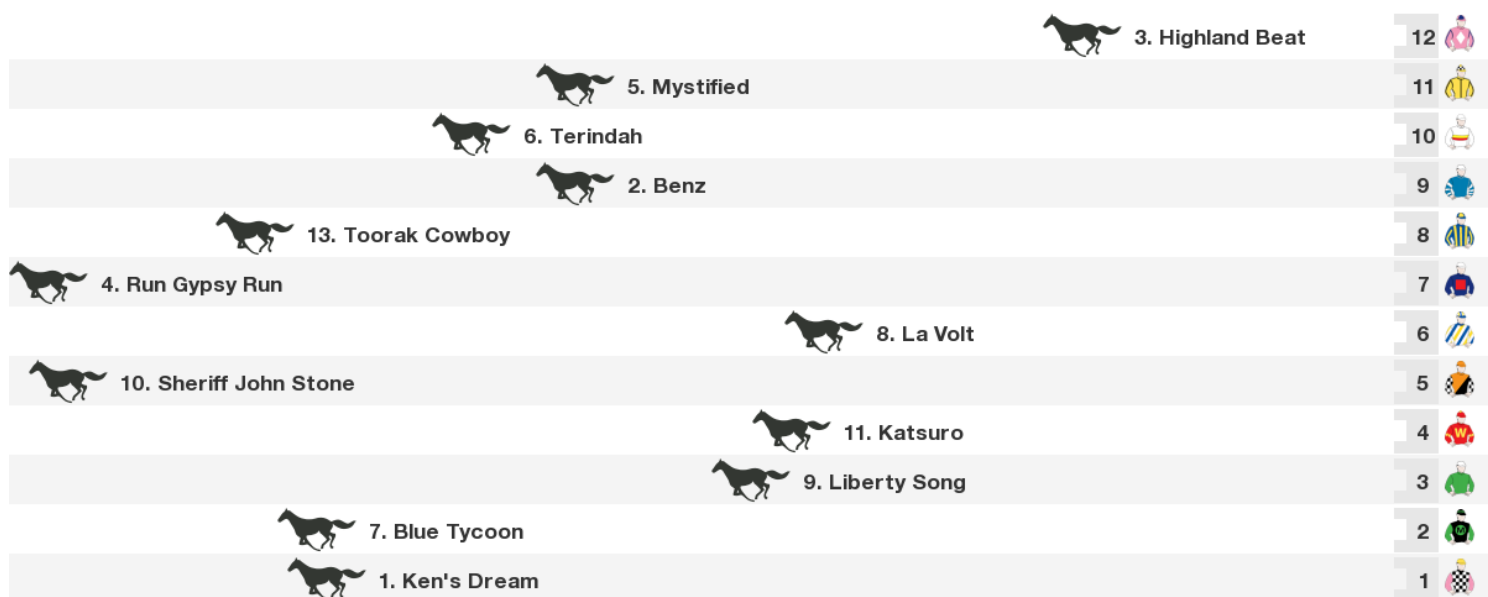 3. Highland Beat 12
5. Mystified 11
6. Terindah 10
2. Benz 9
13. Toorak Cowboy 8
4. Run Gypsy Run 7
8. La Volt 6
10. Sheriff John Stone 5
11. Katsuro 4 W
9. Liberty Song 3
7. Blue Tycoon 2 M
1. Ken's Dream 1